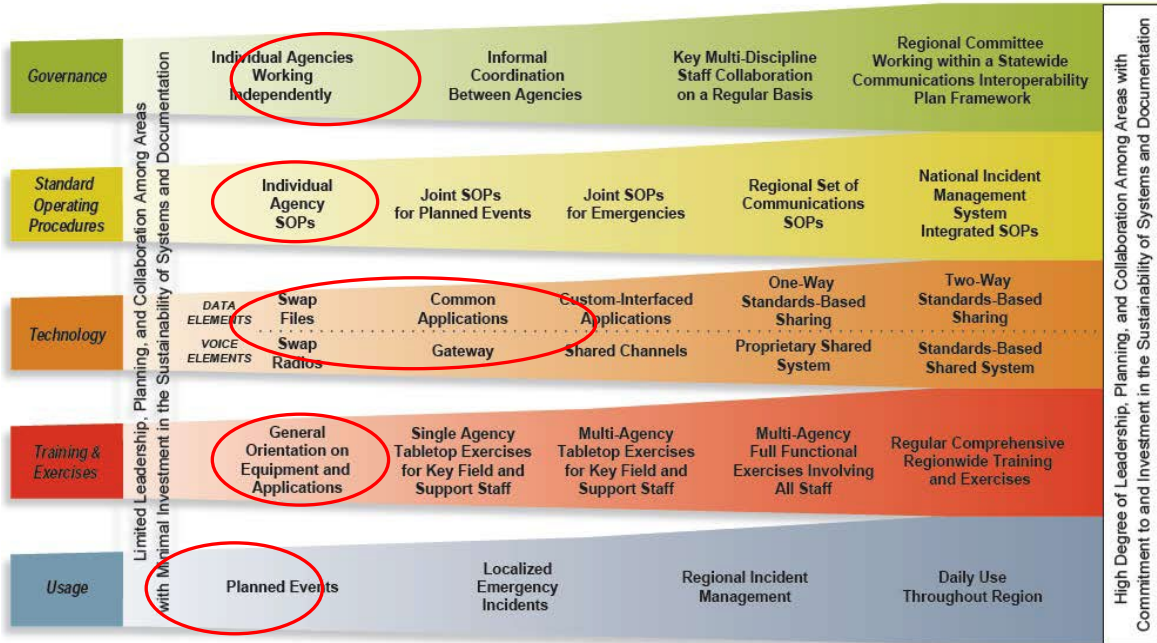 Limited Leadership, Planning, and Collaboration Among Areas
with Minimal Investment in the Sustainability of Systems and Documentation
Governance
Individual Agencies
Working
Independently
Informal
Coordination
Between Agencies
Key Multi-Discipline
Staff Collaboration
on a Regular Basis
Regional Committee
Working within a Statewide
Communications Interoperability
Plan Framework
Standard
Operating
Procedures
Individual
Agency
SOPs
Joint SOPs
for Planned Events
Joint SOPs
for Emergencies
Regional Set of
Communications
SOPs
National Incident
Management
System
Integrated SOPs
Technology
DATA
ELEMENTS
Swap
Files
Common
Applications
Custom-Interfaced
Applications
One-Way
Standards-Based
Sharing
Two-Way
Standards-Based
Sharing
VOICE
ELEMENTS
Swap
Radios
Gateway
Shared Channels
Proprietary Shared
System
Standards-Based
Shared System
Training &
Exercises
General
Orientation on
Equipment and
Applications
Single Agency
Tabletop Exercises
for Key Field and
Support Staff
Multi-Agency
Tabletop Exercises
for Key Field and
Support Staff
Multi-Agency
Full Functional
Exercises Involving
All Staff
Regular Comprehensive
Regionwide Training
and Exercises
Usage
Planned Events
Localized
Emergency
Incidents
Regional Incident
Management
Daily Use
Throughout Region
High Degree of Leadership, Planning, and Collaboration Among Areas with
Commitment to and Investment in the Sustainability of Systems and Documentation